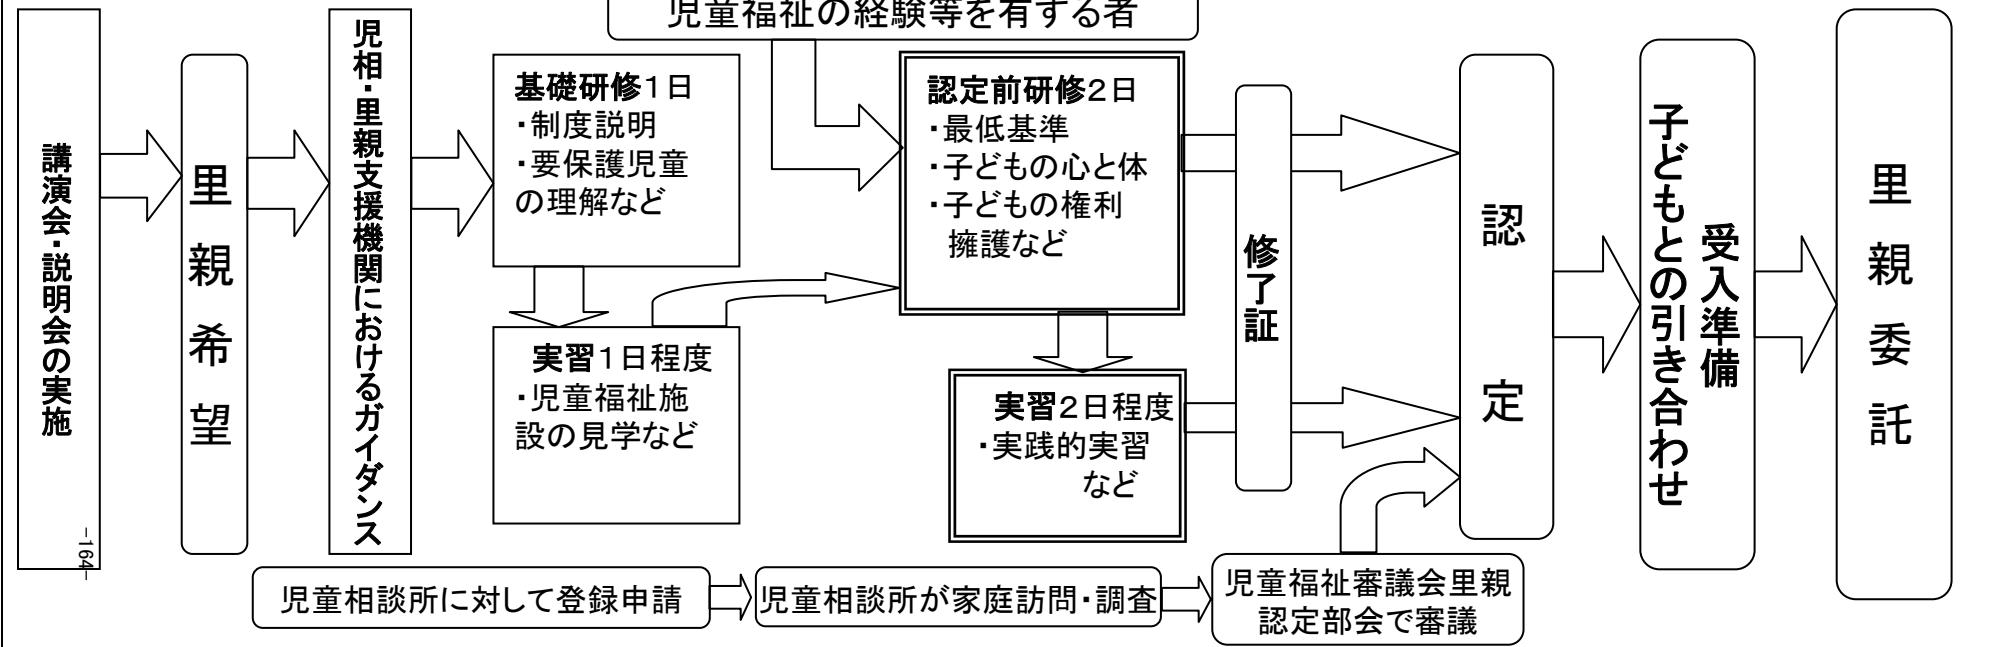 児童福祉の経験等を有する者
講演会・説明会の実施
里親希望
児相・里親支援機関におけるガイダンス
基礎研修1日
・制度説明
・要保護児童
の理解など
実習1日程度
・児童福祉施
設の見学など
認定前研修2日
・最低基準
・子どもの心と体
・子どもの権利
擁護など
実習2日程度
・実践的実習
など
修了証
認定
受入準備
子どもとの引き合わせ
里親委託
児童相談所に対して登録申請
児童相談所が家庭訪問・調査
児童福祉審議会里親
認定部会で審議
-164-